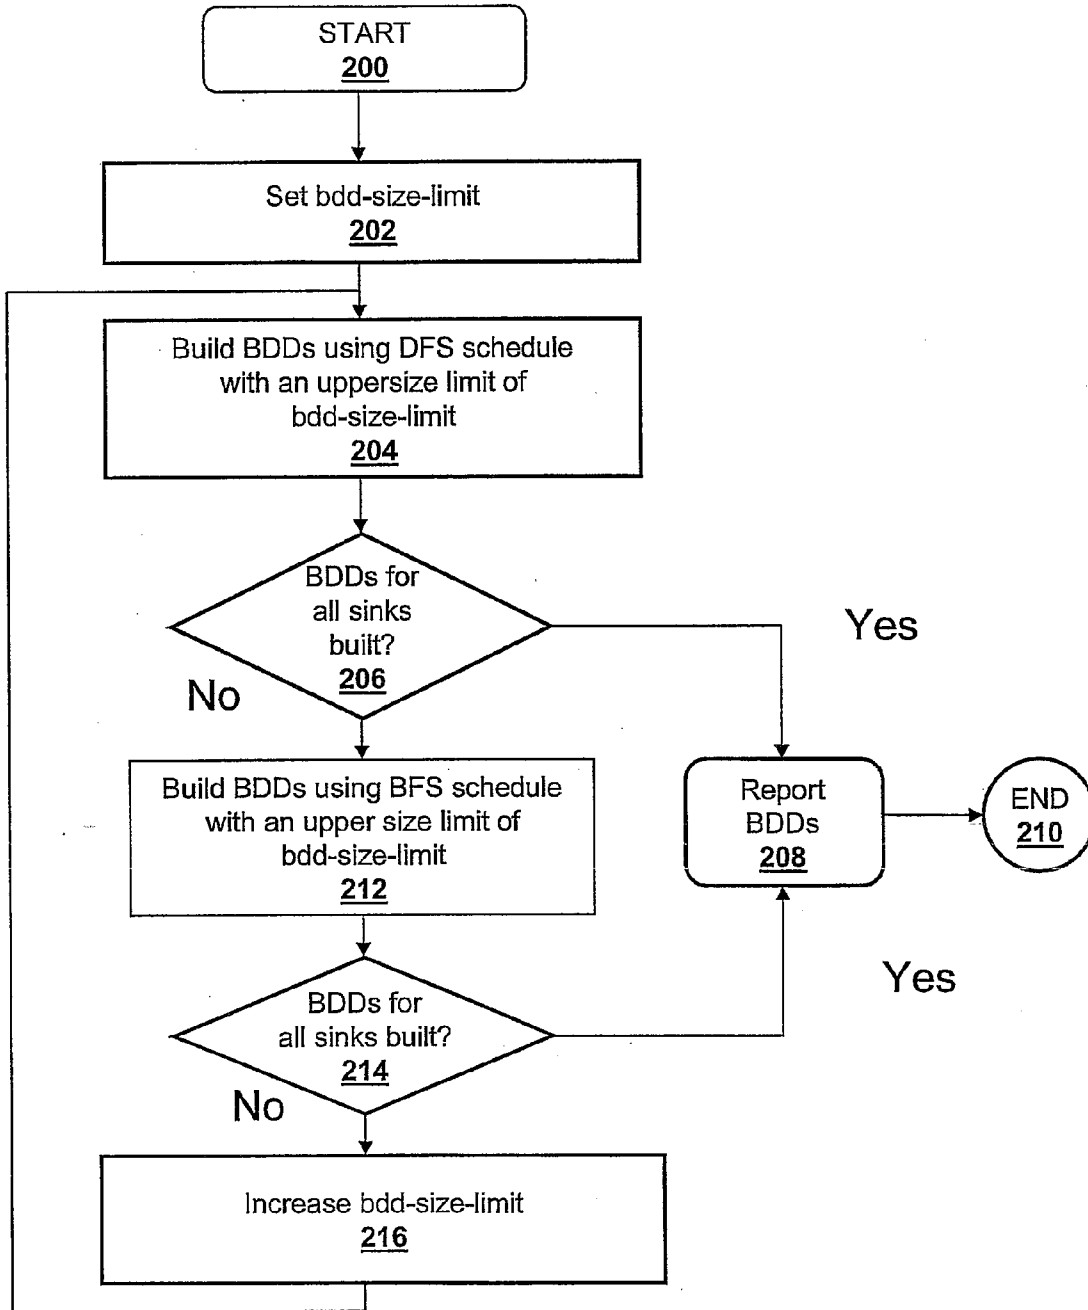 START
200
Set bdd-size-limit
202
Build BDDs using DFS schedule
with an uppersize limit of
bdd-size-limit
204
BDDs for
all sinks
built?
206
Yes
No
Build BDDs using BFS schedule
with an upper size limit of
bdd-size-limit
212
Report
BDDs
208
END
210
BDDs for
all sinks built?
214
Yes
No
Increase bdd-size-limit
216